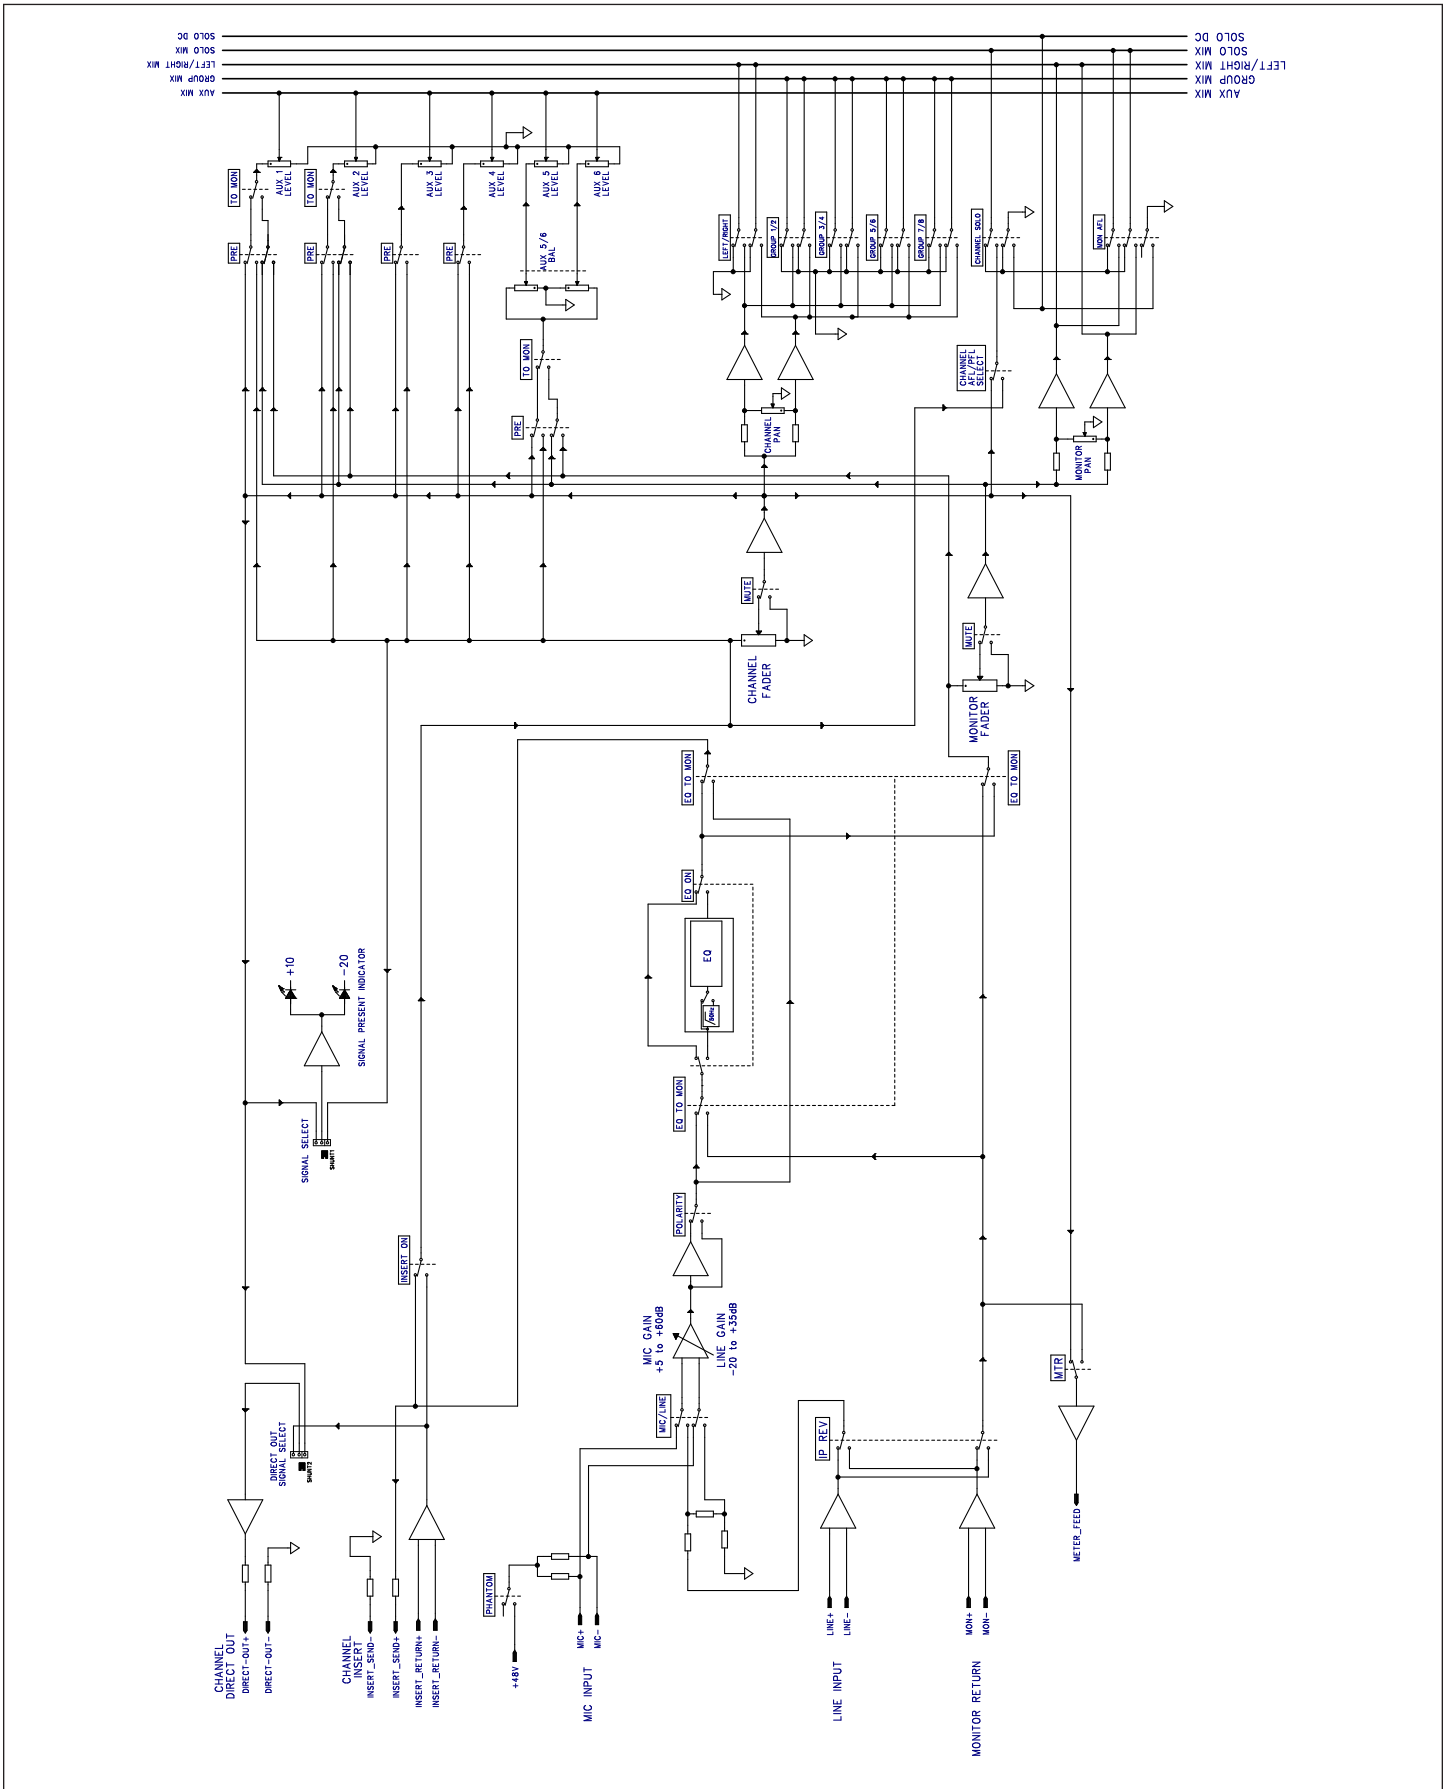 SOLO DC
SOLO MIX
LEFT/RIGHT MIX
GROUP MIX
AUX MIX
SOLO DC
SOLO MIX
LEFT/RIGHT MIX
GROUP MIX
AUX MIX
TO MON
AUX 1
LEVEL
TO MON
AUX 2
LEVEL
AUX 3
LEVEL
AUX 4
LEVEL
AUX 5
LEVEL
AUX 6
LEVEL
PRE
PRE
PRE
PRE
AUX 5/6
BAL
TO MON
PRE
LEFT/RIGHT
GROUP 1/2
GROUP 3/4
GROUP 5/6
GROUP 7/8
CHANNEL SOLO
MON AFL
CHANNEL
AFL/PFL
SELECT
CHANNEL
PAN
MONITOR
PAN
MUTE
CHANNEL
FADER
MUTE
MONITOR
FADER
EQ TO MON
EQ TO MON
EQ ON
EQ
80Hz
EQ TO MON
+10
-20
SIGNAL PRESENT INDICATOR
SIGNAL SELECT
SHUNT1
POLARITY
INSERT ON
MIC GAIN
+5 to +60dB
LINE GAIN
-20 to +35dB
MIC/LINE
IP REV
MTR
DIRECT OUT
SIGNAL SELECT
SHUNT2
METER_FEED
PHANTOM
+48V
CHANNEL
DIRECT OUT
DIRECT-OUT+
DIRECT-OUT-
CHANNEL
INSERT
INSERT_SEND-
INSERT_SEND+
INSERT_RETURN+
INSERT_RETURN-
MIC+
MIC-
MIC INPUT
LINE+
LINE-
LINE INPUT
MON+
MON-
MONITOR RETURN